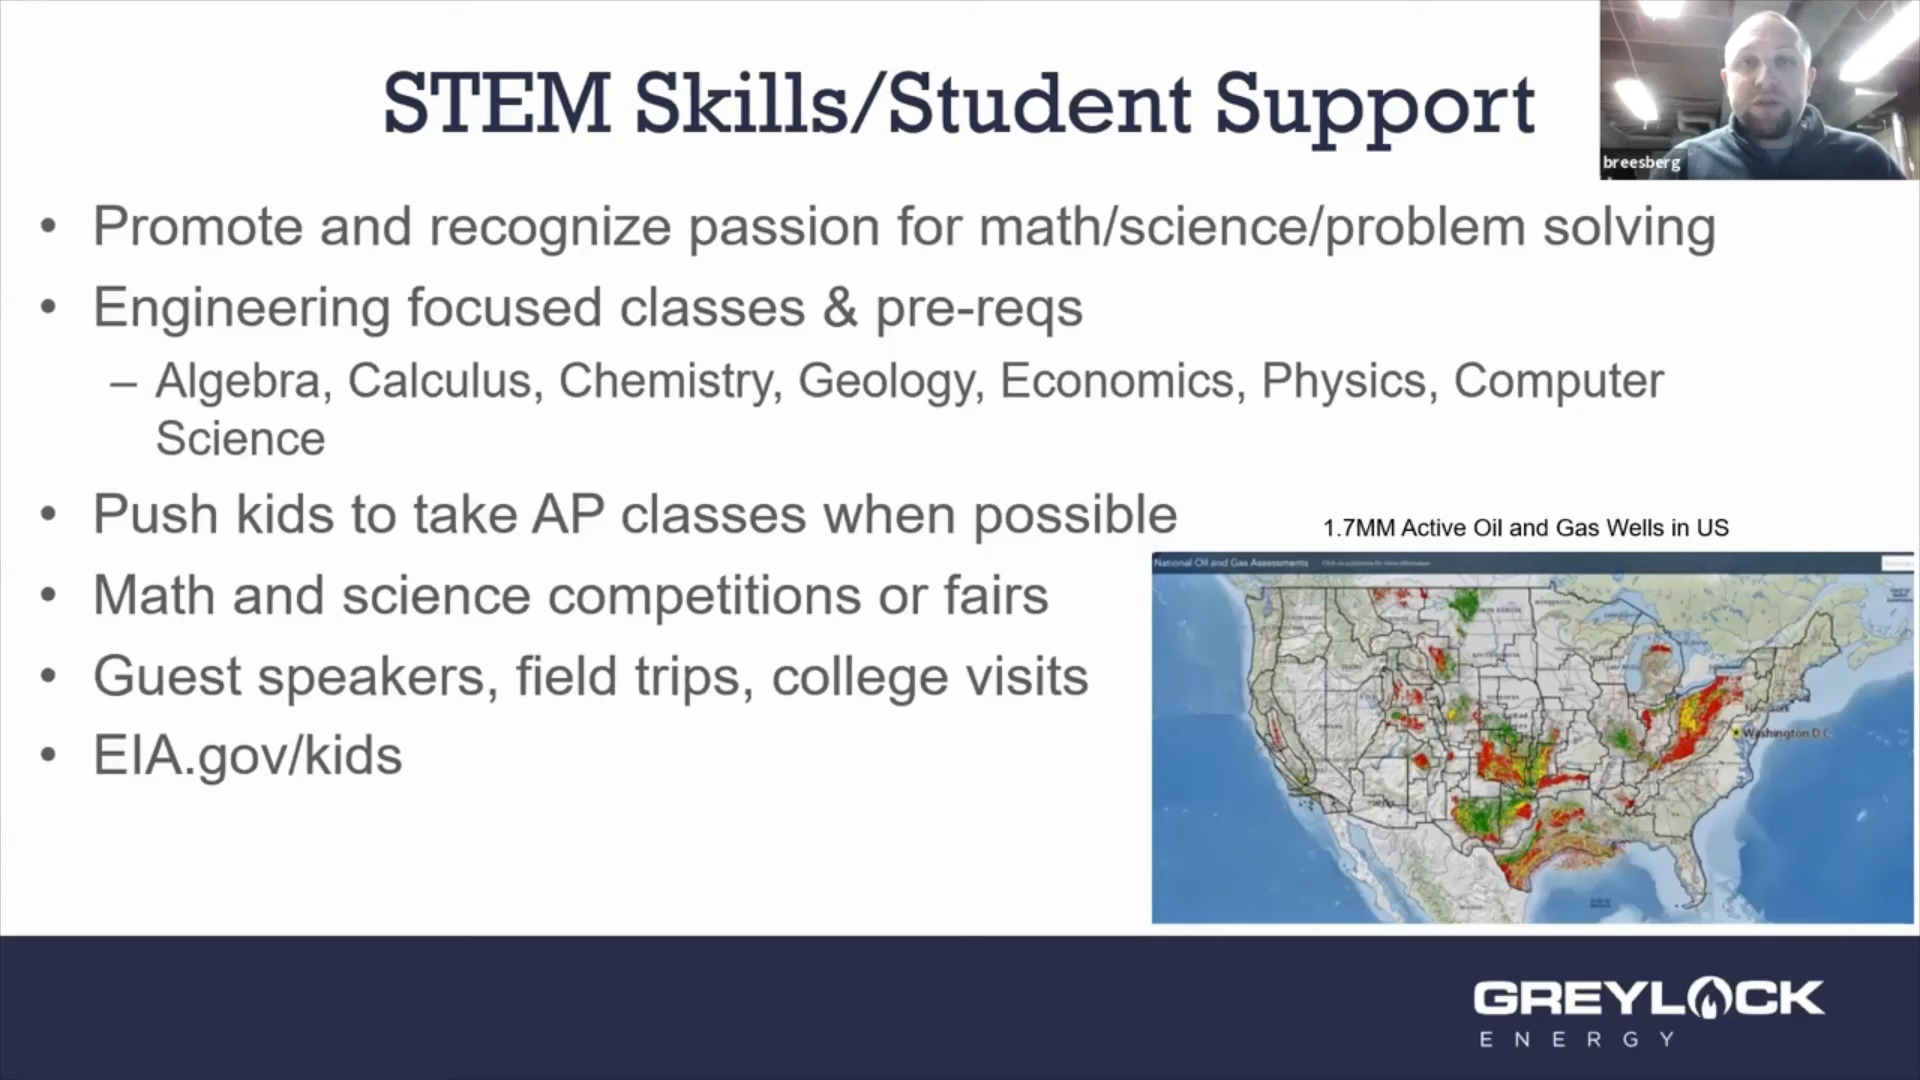 STEM Skills/Student Support
breesberg
• Promote and recognize passion for math/science/problem solving
• Engineering focused classes & pre-reqs
– Algebra, Calculus, Chemistry, Geology, Economics, Physics, Computer
Science
• Push kids to take AP classes when possible
• Math and science competitions or fairs
• Guest speakers, field trips, college visits
• EIA.gov/kids
1.7MM Active Oil and Gas Wells in US
National Oil and Gas Assessments
Washington D.C.
GREYLOCK
ENERGY